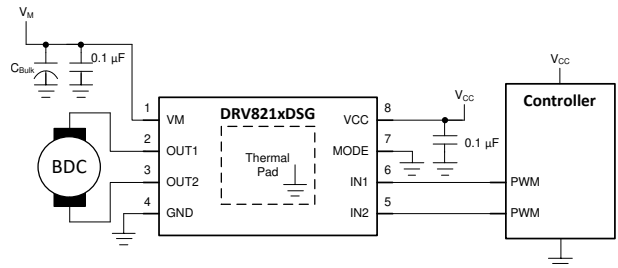 VM
CBulk
0.1 µF
BDC
DRV821xDSG
1
VM
2
OUT1
3
OUT2
4
GND
Thermal
Pad
8
VCC
7
MODE
6
IN1
5
IN2
VCC
0.1 µF
VCC
Controller
PWM
PWM